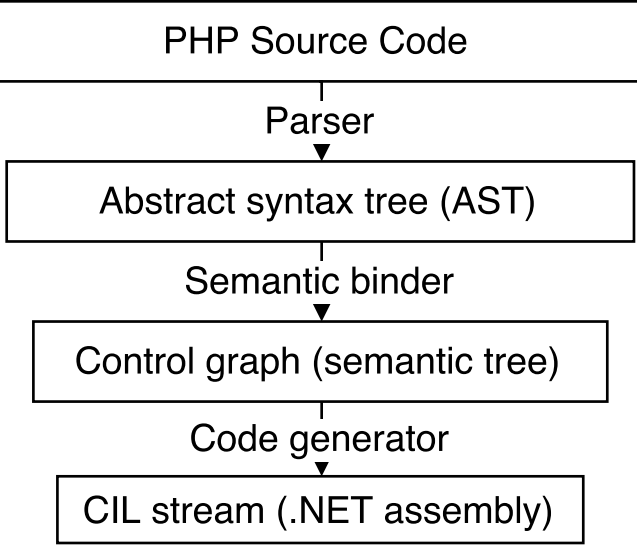 PHP Source Code
Parser
Abstract syntax tree (AST)
Semantic binder
Control graph (semantic tree)
Code generator
CIL stream (.NET assembly)